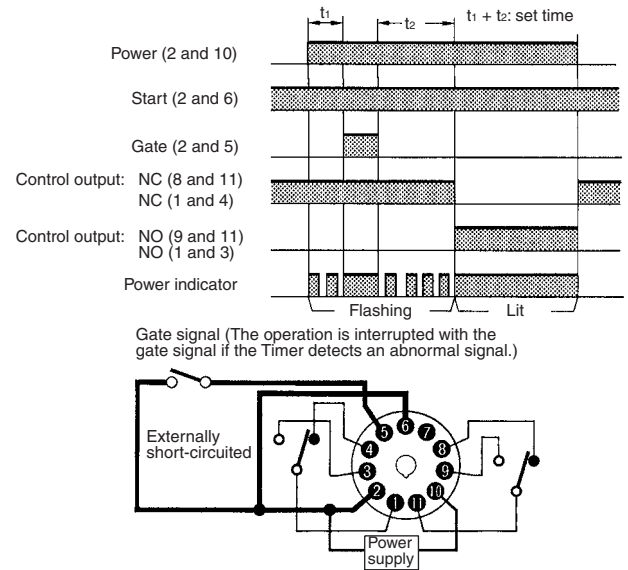 t1
t2
t1 + t2: set time
Power (2 and 10)
Start (2 and 6)
Gate (2 and 5)
Control output: NC (8 and 11)
NC (1 and 4)
Control output: NO (9 and 11)
NO (1 and 3)
Power indicator
Flashing
Lit
Gate signal (The operation is interrupted with the
gate signal if the Timer detects an abnormal signal.)
Externally
short-circuited
5
6
7
4
8
3
9
2
10
1
11
Power
supply